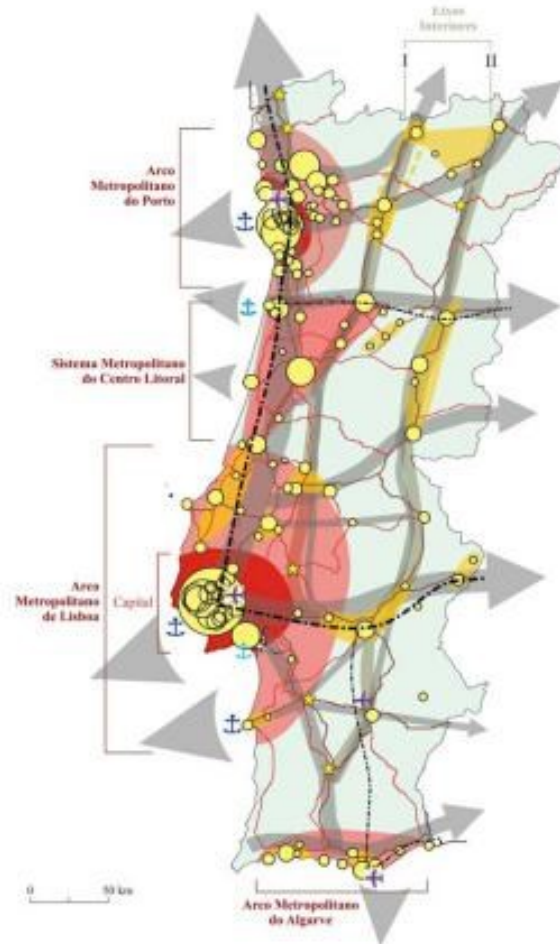 Eixos
Interiores
I II
Arco
Metropolitano
do Porto
Sistema Metropolitano
do Centro Litoral
Arco
Metropolitano
de Lisboa
Capital
0 50 km
Arco Metropolitano
do Algarve